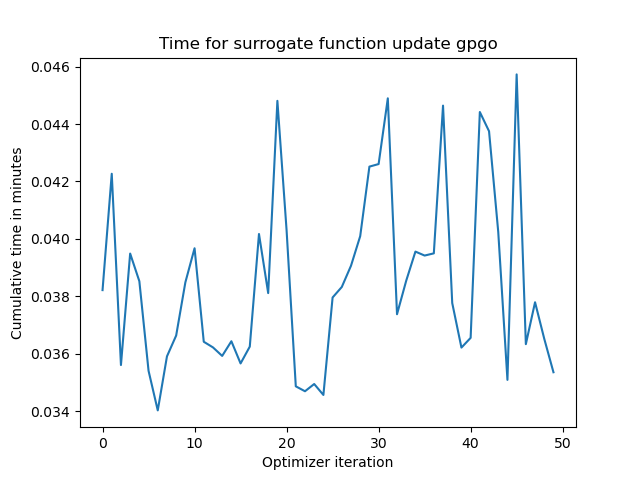 Time for surrogate function update gpgo
Cumulative time in minutes
0.046
0.044
0.042
0.040
0.038
0.036
0.034
0 10 20 30 40 50
Optimizer iteration